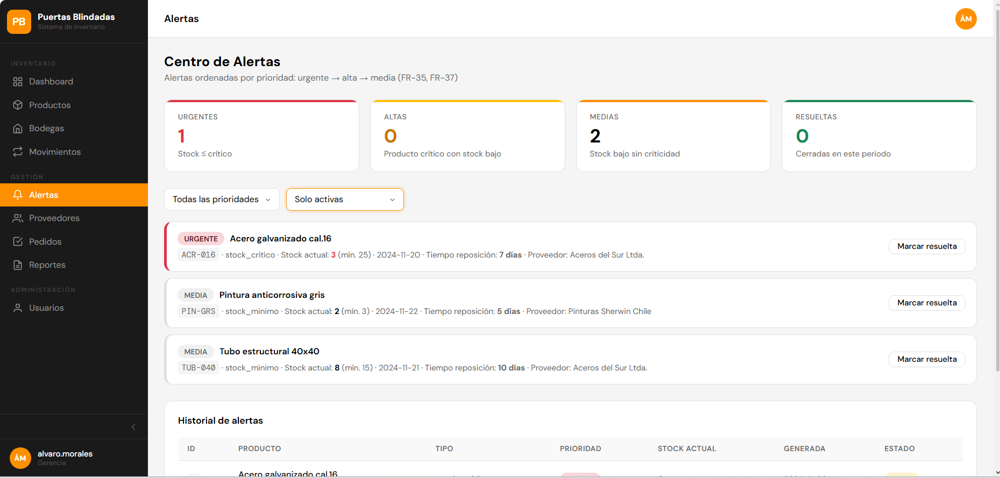 PB
Puertas Blindadas
Sistema de Inventario
INVENTARIO
Dashboard
Productos
Bodegas
Movimientos
GESTIÓN
Alertas
Proveedores
Pedidos
Reportes
ADMINISTRACIÓN
Usuarios
ÁM
alvaro.morales
Gerencia
Alertas
ÁM
Centro de Alertas
Alertas ordenadas por prioridad: urgente → alta → media (FR-35, FR-37)
URGENTES
1
Stock ≤ crítico
ALTAS
0
Producto crítico con stock bajo
MEDIAS
2
Stock bajo sin criticidad
RESUELTAS
0
Cerradas en este periodo
Todas las prioridades
Solo activas
URGENTE Acero galvanizado cal.16
ACR-016 · stock_critico · Stock actual: 3 (mín. 25) · 2024-11-20 · Tiempo reposición: 7 días · Proveedor: Aceros del Sur Ltda.
Marcar resuelta
MEDIA Pintura anticorrosiva gris
PIN-GRS · stock_minimo · Stock actual: 2 (mín. 3) · 2024-11-22 · Tiempo reposición: 5 días · Proveedor: Pinturas Sherwin Chile
Marcar resuelta
MEDIA Tubo estructural 40x40
TUB-040 · stock_minimo · Stock actual: 8 (mín. 15) · 2024-11-21 · Tiempo reposición: 10 días · Proveedor: Aceros del Sur Ltda.
Marcar resuelta
Historial de alertas
ID PRODUCTO TIPO PRIORIDAD STOCK ACTUAL GENERADA ESTADO
Acero galvanizado cal.16